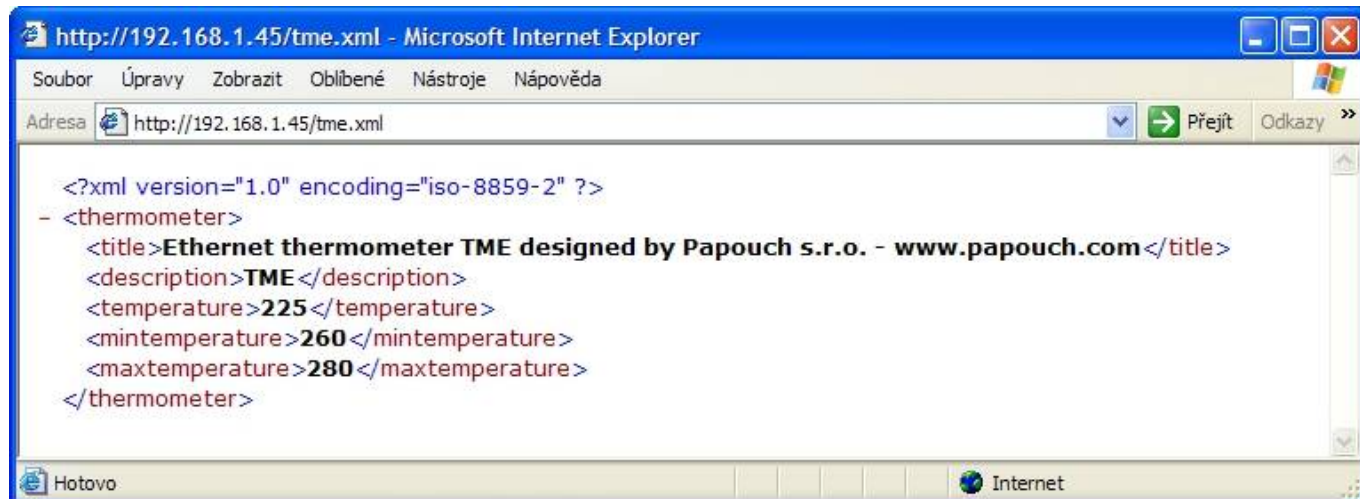 http://192.168.1.45/tme.xml - Microsoft Internet Explorer
Soubor Úpravy Zobrazit Oblíbené Nástroje Nápověda
Adresa http://192.168.1.45/tme.xml Přejít Odkazy »
<?xml version="1.0" encoding="iso-8859-2" ?>
- <thermometer>
<title>Ethernet thermometer TME designed by Papouch s.r.o. - www.papouch.com</title>
<description>TME</description>
<temperature>225</temperature>
<mintemperature>260</mintemperature>
<maxtemperature>280</maxtemperature>
</thermometer>
Hotovo Internet